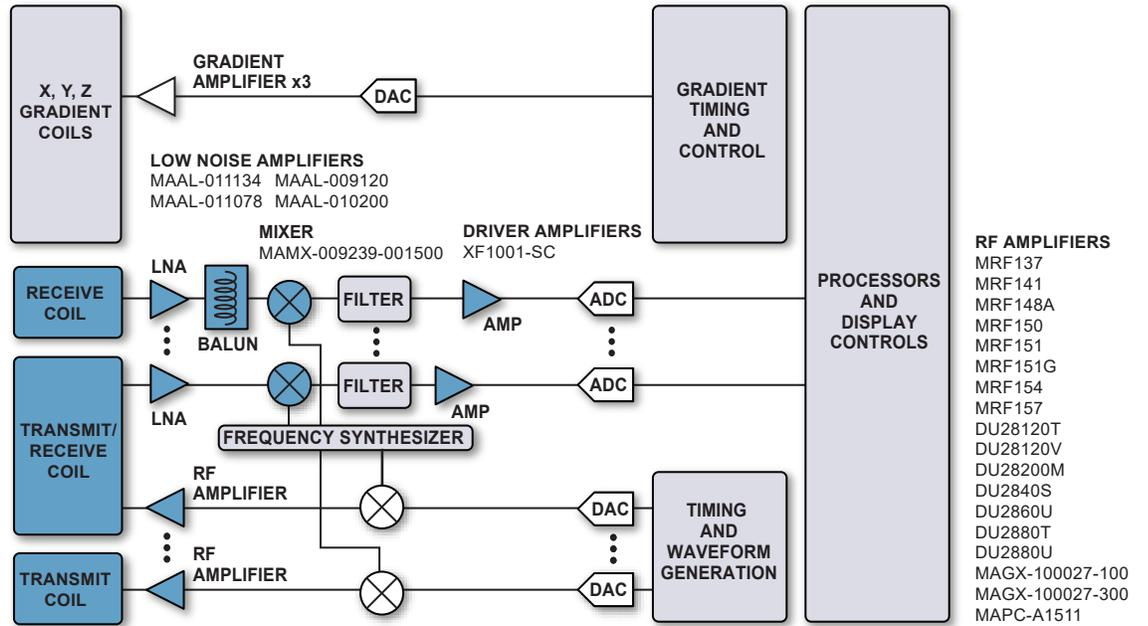 X, Y, Z
GRADIENT
COILS
GRADIENT
AMPLIFIER x3
DAC
GRADIENT
TIMING
AND
CONTROL
LOW NOISE AMPLIFIERS
MAAL-011134 MAAL-009120
MAAL-011078 MAAL-010200
MIXER
MAMX-009239-001500
DRIVER AMPLIFIERS
XF1001-SC
RECEIVE
COIL
LNA
BALUN
FILTER
AMP
ADC
PROCESSORS
AND
DISPLAY
CONTROLS
TRANSMIT/
RECEIVE
COIL
LNA
FILTER
AMP
ADC
FREQUENCY SYNTHESIZER
RF
AMPLIFIER
DAC
TIMING
AND
WAVEFORM
GENERATION
TRANSMIT
COIL
RF
AMPLIFIER
DAC
RF AMPLIFIERS
MRF137
MRF141
MRF148A
MRF150
MRF151
MRF151G
MRF154
MRF157
DU28120T
DU28120V
DU28200M
DU2840S
DU2860U
DU2880T
DU2880U
MAGX-100027-100
MAGX-100027-300
MAPC-A1511